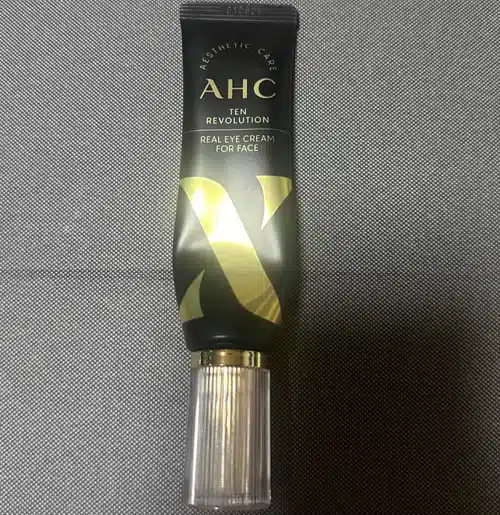 AESTHETIC CARE
AHC
TEN
REVOLUTION
REAL EYE CREAM
FOR FACE